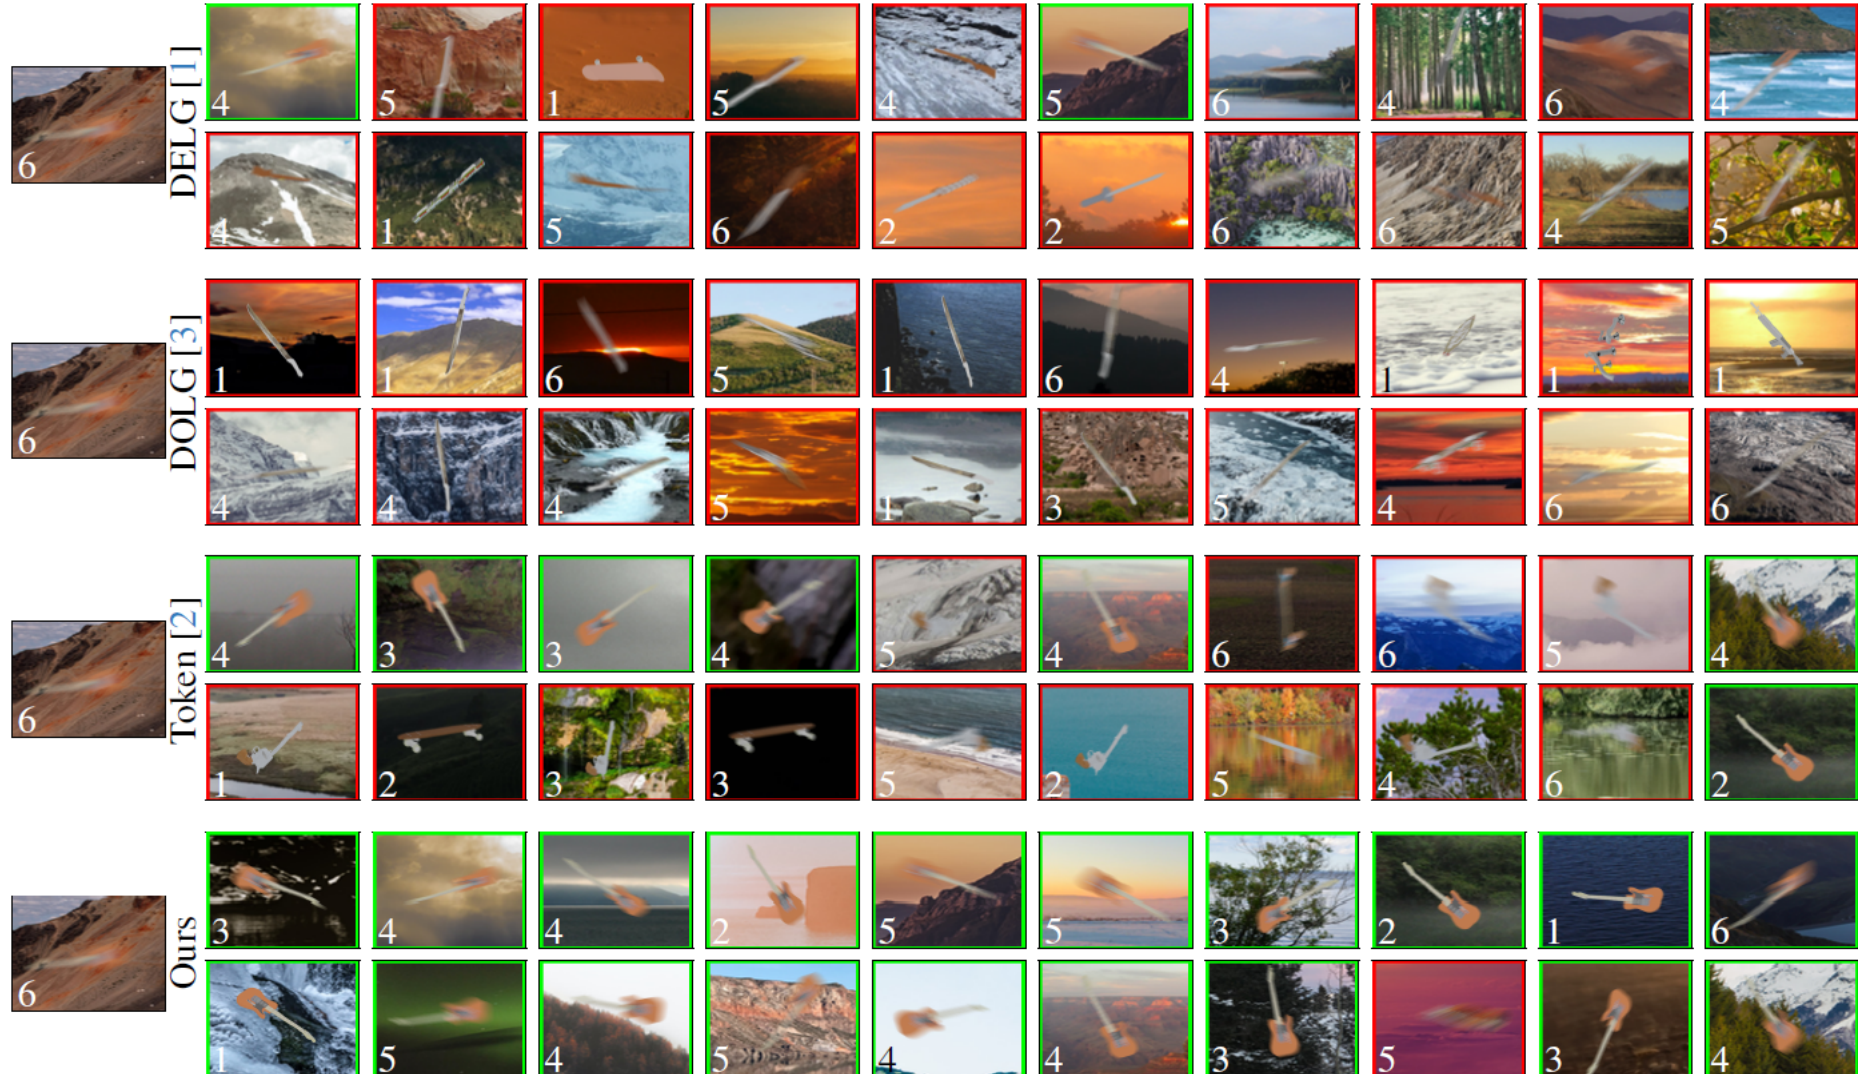 DELG [1]
6
4 5 1 5 4 5 6 4 6 4
4 1 5 6 2 2 6 6 4 5
DOLG [3]
6
1 1 6 5 1 6 4 1 1 1
4 4 4 5 1 3 5 4 6 6
Token [2]
6
4 3 3 4 5 4 6 6 5 4
1 2 3 3 5 2 5 4 6 2
Ours
6
3 4 4 2 5 5 3 2 1 6
1 5 4 5 4 4 3 5 3 4